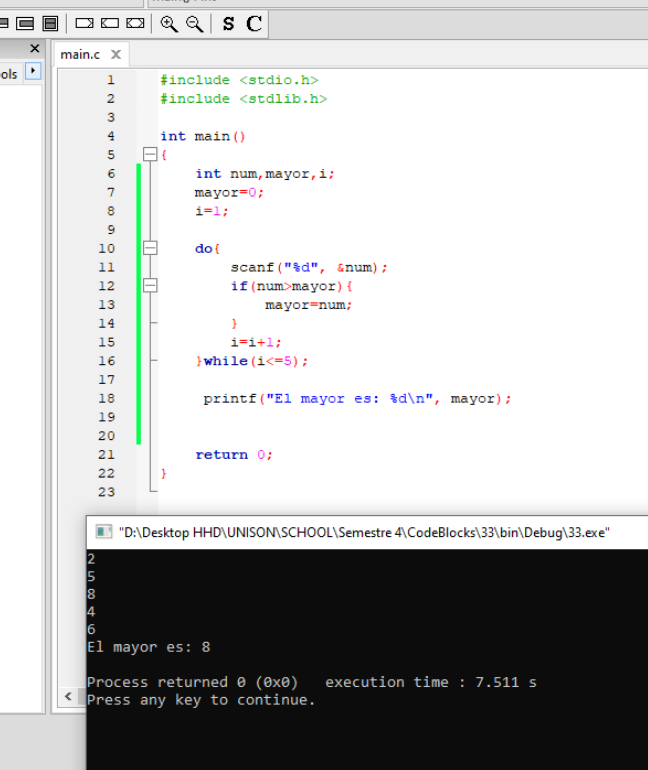 S C
ols
main.c X
1 #include <stdio.h>
2 #include <stdlib.h>
3
4 int main()
5 {
6 int num,mayor,i;
7 mayor=0;
8 i=1;
9
10 do{
11 scanf("%d", &num);
12 if(num>mayor){
13 mayor=num;
14 }
15 i=i+1;
16 }while(i<=5);
17
18 printf("El mayor es: %d\n", mayor);
19
20
21 return 0;
22 }
23
"D:\Desktop HHD\UNISON\SCHOOL\Semestre 4\CodeBlocks\33\bin\Debug\33.exe"
2
5
8
4
6
El mayor es: 8
Process returned 0 (0x0) execution time : 7.511 s
Press any key to continue.